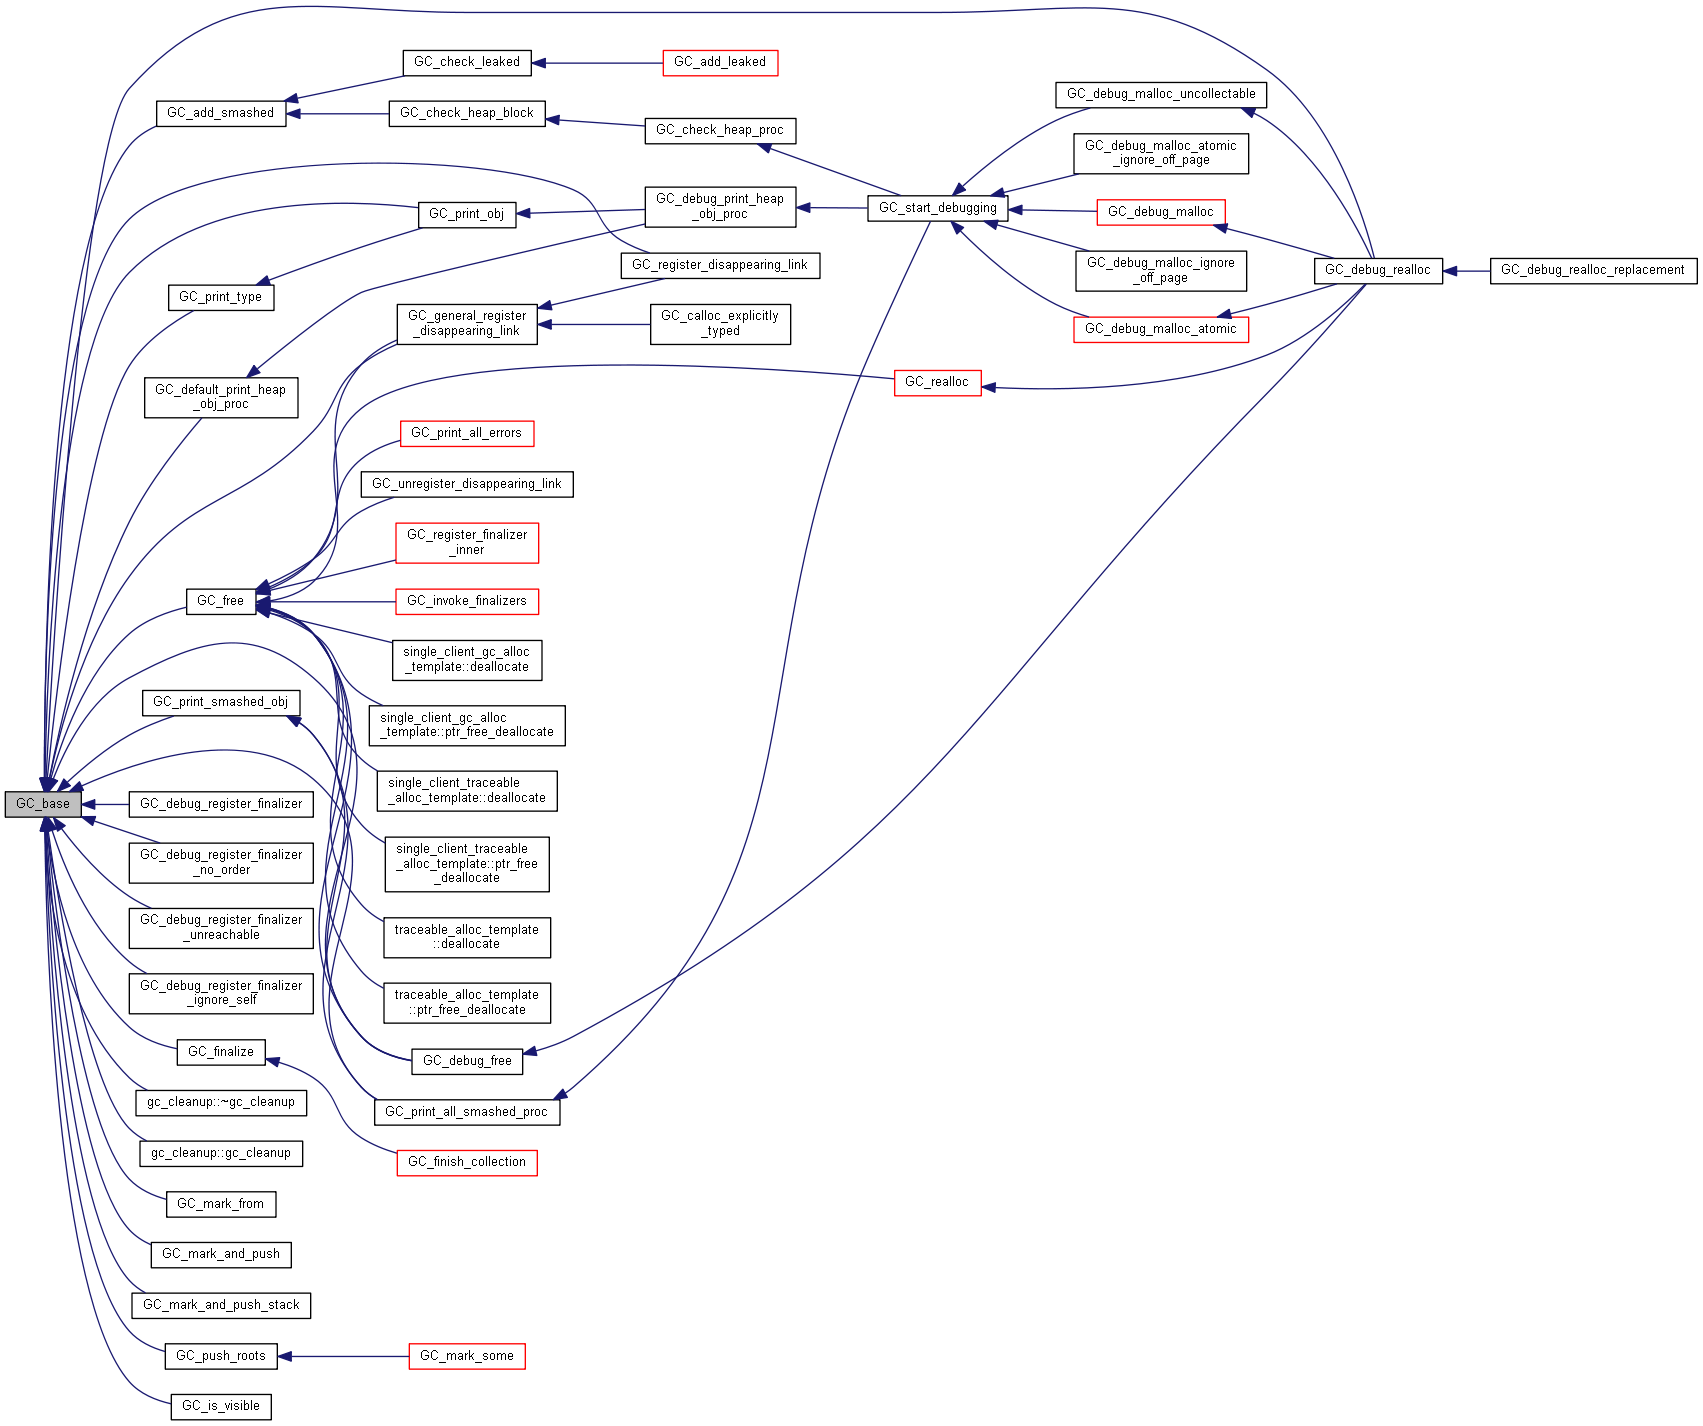 GC_check_leaked
GC_add_leaked
GC_add_smashed
GC_check_heap_block
GC_check_heap_proc
GC_debug_malloc_uncollectable
GC_debug_malloc_atomic
_ignore_off_page
GC_print_obj
GC_debug_print_heap
_obj_proc
GC_start_debugging
GC_debug_malloc
GC_register_disappearing_link
GC_debug_malloc_ignore
_off_page
GC_debug_realloc
GC_debug_realloc_replacement
GC_print_type
GC_general_register
_disappearing_link
GC_calloc_explicitly
_typed
GC_debug_malloc_atomic
GC_default_print_heap
_obj_proc
GC_realloc
GC_print_all_errors
GC_unregister_disappearing_link
GC_register_finalizer
_inner
GC_free
GC_invoke_finalizers
single_client_gc_alloc
_template::deallocate
GC_print_smashed_obj
single_client_gc_alloc
_template::ptr_free_deallocate
single_client_traceable
_alloc_template::deallocate
GC_base
GC_debug_register_finalizer
GC_debug_register_finalizer
_no_order
single_client_traceable
_alloc_template::ptr_free
_deallocate
GC_debug_register_finalizer
_unreachable
traceable_alloc_template
::deallocate
GC_debug_register_finalizer
_ignore_self
traceable_alloc_template
::ptr_free_deallocate
GC_finalize
GC_debug_free
gc_cleanup::~gc_cleanup
GC_print_all_smashed_proc
gc_cleanup::gc_cleanup
GC_finish_collection
GC_mark_from
GC_mark_and_push
GC_mark_and_push_stack
GC_push_roots
GC_mark_some
GC_is_visible